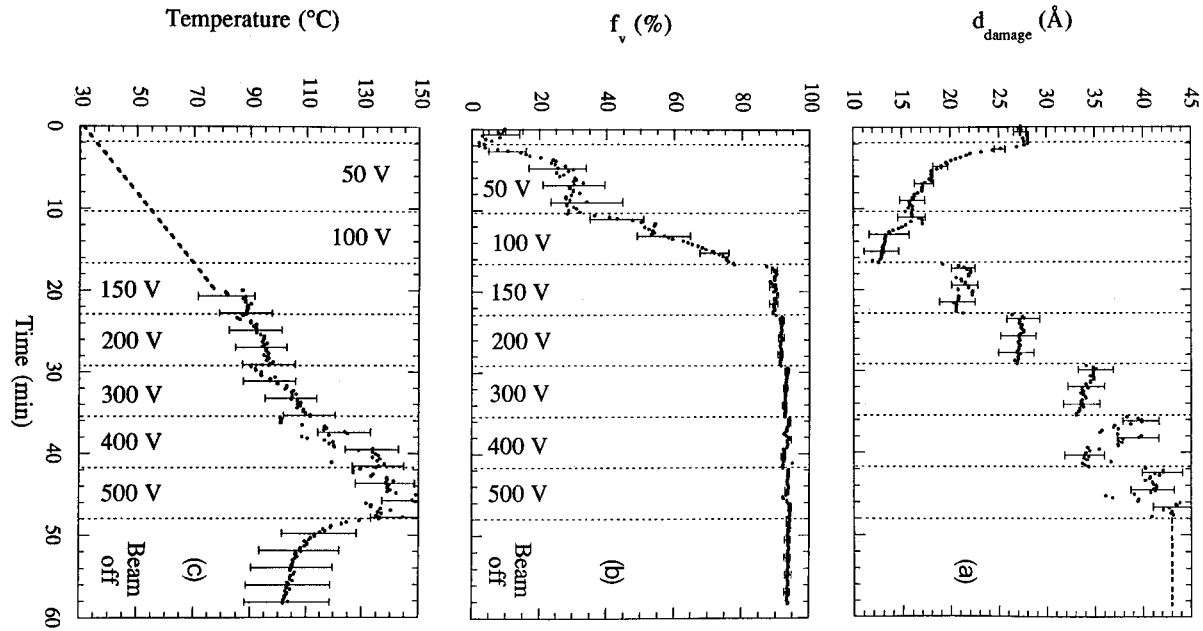 Temperature (°C)
f_v (%)
d_damage (Å)
30 50 70 90 110 130 150
0 20 40 60 80 100
10 15 20 25 30 35 40 45
0
10
20
30
40
50
60
Time (min)
50 V
100 V
150 V
200 V
300 V
400 V
500 V
Beam
off
(c)
50 V
100 V
150 V
200 V
300 V
400 V
500 V
Beam
off
(b)
(a)